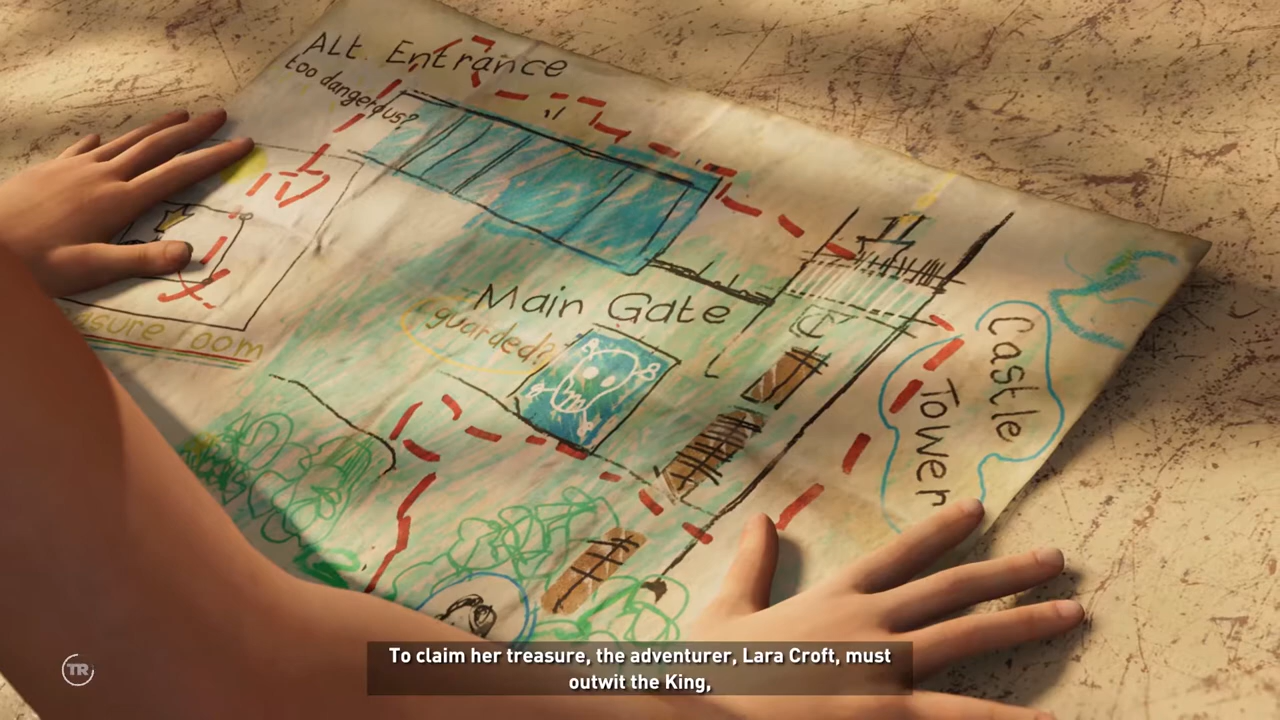 ALt. Entrance
too dangerous?
Main Gate
guarded?
asure room
Castle
Tower
TR
To claim her treasure, the adventurer, Lara Croft, must
outwit the King,